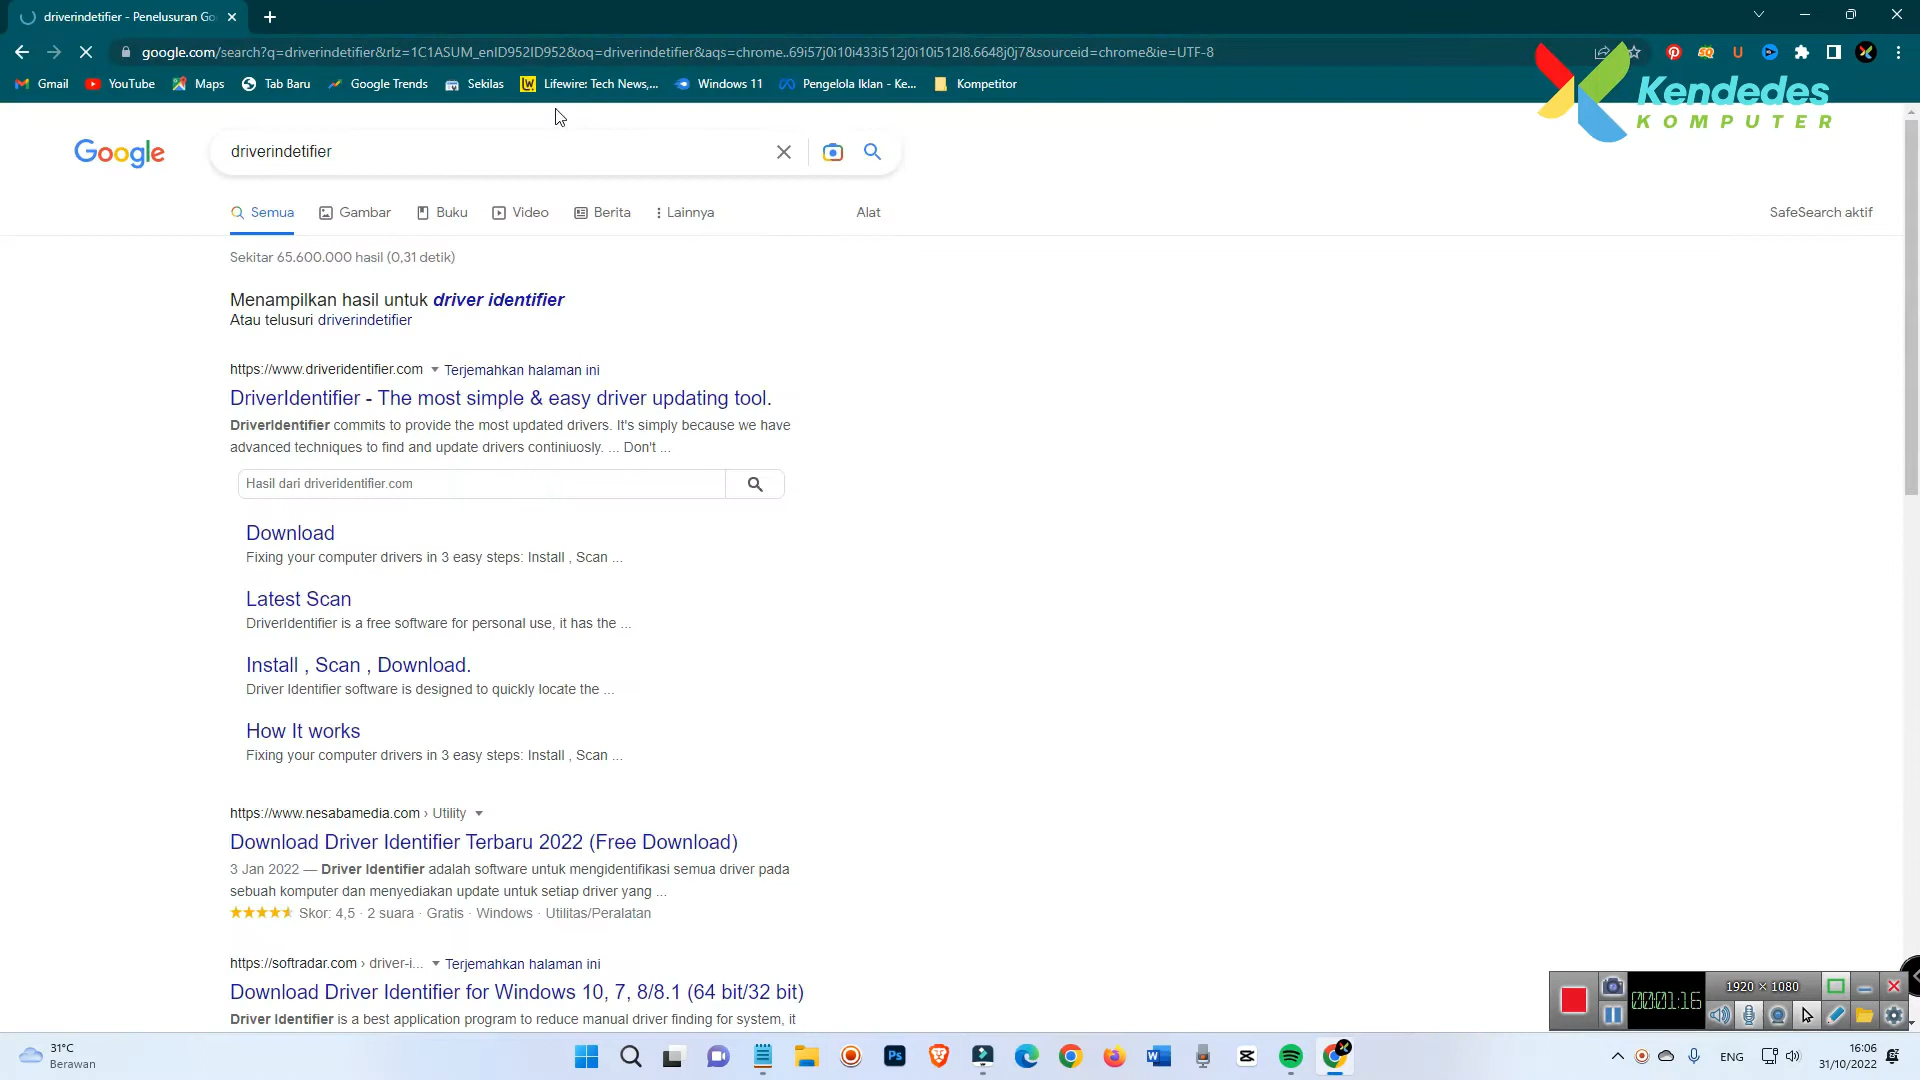 driverindetifier - Penelusuran Go
google.com/search?q=driverindetifier&rlz=1C1ASUM_enID952ID952&oq=driverindetifier&aqs=chrome..69i57j0i10i433i512j0i10i512l8.6648j0j7&sourceid=chrome&ie=UTF-8
Gmail YouTube Maps Tab Baru Google Trends Sekilas Lifewire: Tech News,... Windows 11 Pengelola Iklan - Ke... Kompetitor
Kendedes
KOMPUTER
Google driverindetifier
Semua Gambar Buku Video Berita Lainnya Alat SafeSearch aktif
Sekitar 65.600.000 hasil (0,31 detik)
Menampilkan hasil untuk driver identifier
Atau telusuri driverindetifier
https://www.driveridentifier.com Terjemahkan halaman ini
DriverIdentifier - The most simple & easy driver updating tool.
DriverIdentifier commits to provide the most updated drivers. It's simply because we have
advanced techniques to find and update drivers continiuosly. ... Don't ...
Hasil dari driveridentifier.com
Download
Fixing your computer drivers in 3 easy steps: Install , Scan ...
Latest Scan
DriverIdentifier is a free software for personal use, it has the ...
Install , Scan , Download.
Driver Identifier software is designed to quickly locate the ...
How It works
Fixing your computer drivers in 3 easy steps: Install , Scan ...
https://www.nesabamedia.com › Utility
Download Driver Identifier Terbaru 2022 (Free Download)
3 Jan 2022 — Driver Identifier adalah software untuk mengidentifikasi semua driver pada
sebuah komputer dan menyediakan update untuk setiap driver yang ...
Skor: 4,5 · 2 suara · Gratis · Windows · Utilitas/Peralatan
https://softradar.com › driver-i... Terjemahkan halaman ini
Download Driver Identifier for Windows 10, 7, 8/8.1 (64 bit/32 bit)
Driver Identifier is a best application program to reduce manual driver finding for system, it
1920 × 1080
00:01:16
31°C
Berawan
ENG
16:06
31/10/2022